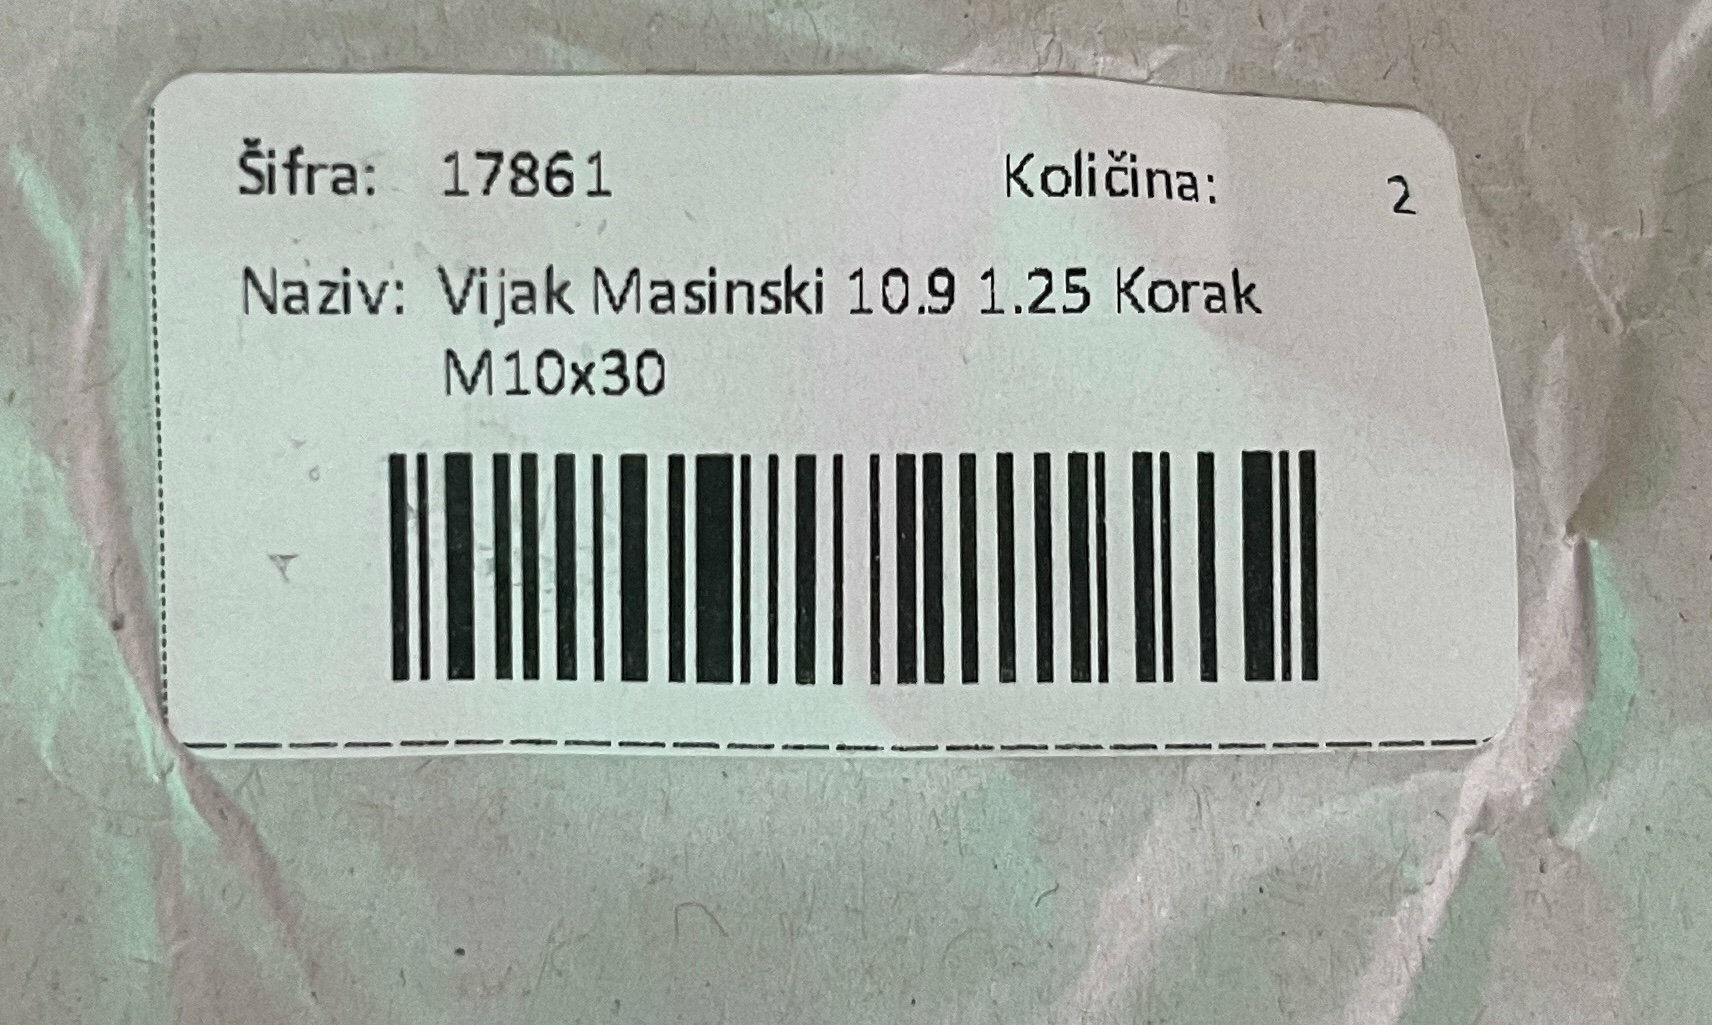 Šifra: 17861 Količina: 2
Naziv: Vijak Masinski 10.9 1.25 Korak
M10x30